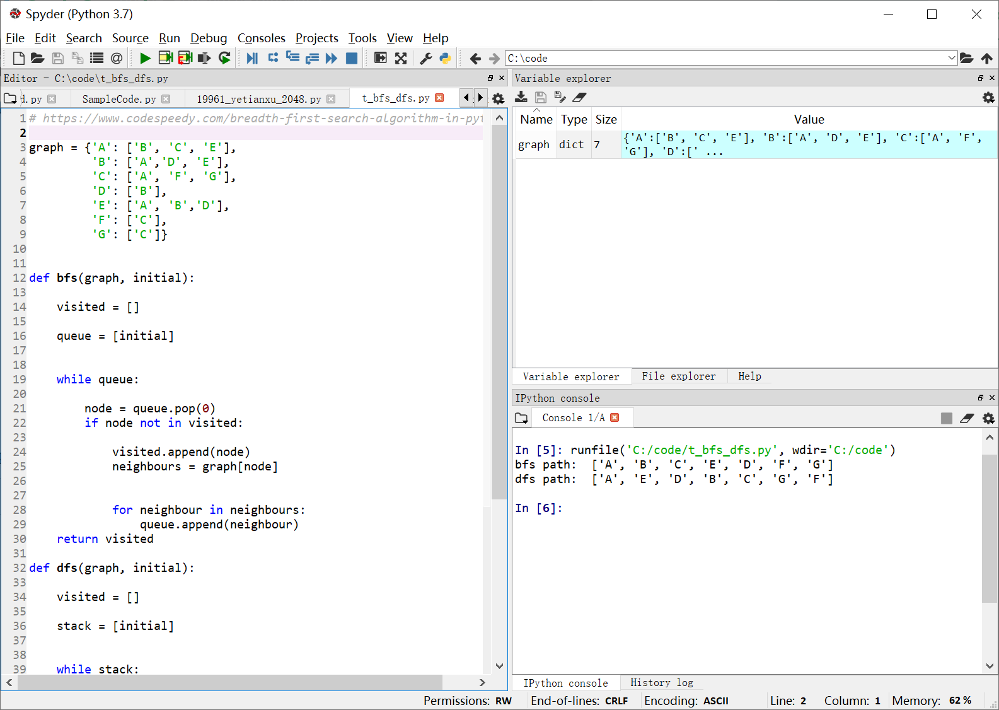 Spyder (Python 3.7)
File Edit Search Source Run Debug Consoles Projects Tools View Help
C:\code
Editor - C:\code\t_bfs_dfs.py
d.py SampleCode.py 19961_yetianxu_2048.py t_bfs_dfs.py
1 # https://www.codespeedy.com/breadth-first-search-algorithm-in-pyt
2
3 graph = {'A': ['B', 'C', 'E'],
4 'B': ['A','D', 'E'],
5 'C': ['A', 'F', 'G'],
6 'D': ['B'],
7 'E': ['A', 'B','D'],
8 'F': ['C'],
9 'G': ['C']}
10
11
12 def bfs(graph, initial):
13
14 visited = []
15
16 queue = [initial]
17
18
19 while queue:
20
21 node = queue.pop(0)
22 if node not in visited:
23
24 visited.append(node)
25 neighbours = graph[node]
26
27
28 for neighbour in neighbours:
29 queue.append(neighbour)
30 return visited
31
32 def dfs(graph, initial):
33
34 visited = []
35
36 stack = [initial]
37
38
39 while stack:
Variable explorer
Name Type Size Value
graph dict 7 {'A':['B', 'C', 'E'], 'B':['A', 'D', 'E'], 'C':['A', 'F',
'G'], 'D':[' ...
Variable explorer File explorer Help
IPython console
Console 1/A
In [5]: runfile('C:/code/t_bfs_dfs.py', wdir='C:/code')
bfs path: ['A', 'B', 'C', 'E', 'D', 'F', 'G']
dfs path: ['A', 'E', 'D', 'B', 'C', 'G', 'F']
In [6]:
IPython console History log
Permissions: RW End-of-lines: CRLF Encoding: ASCII Line: 2 Column: 1 Memory: 62 %